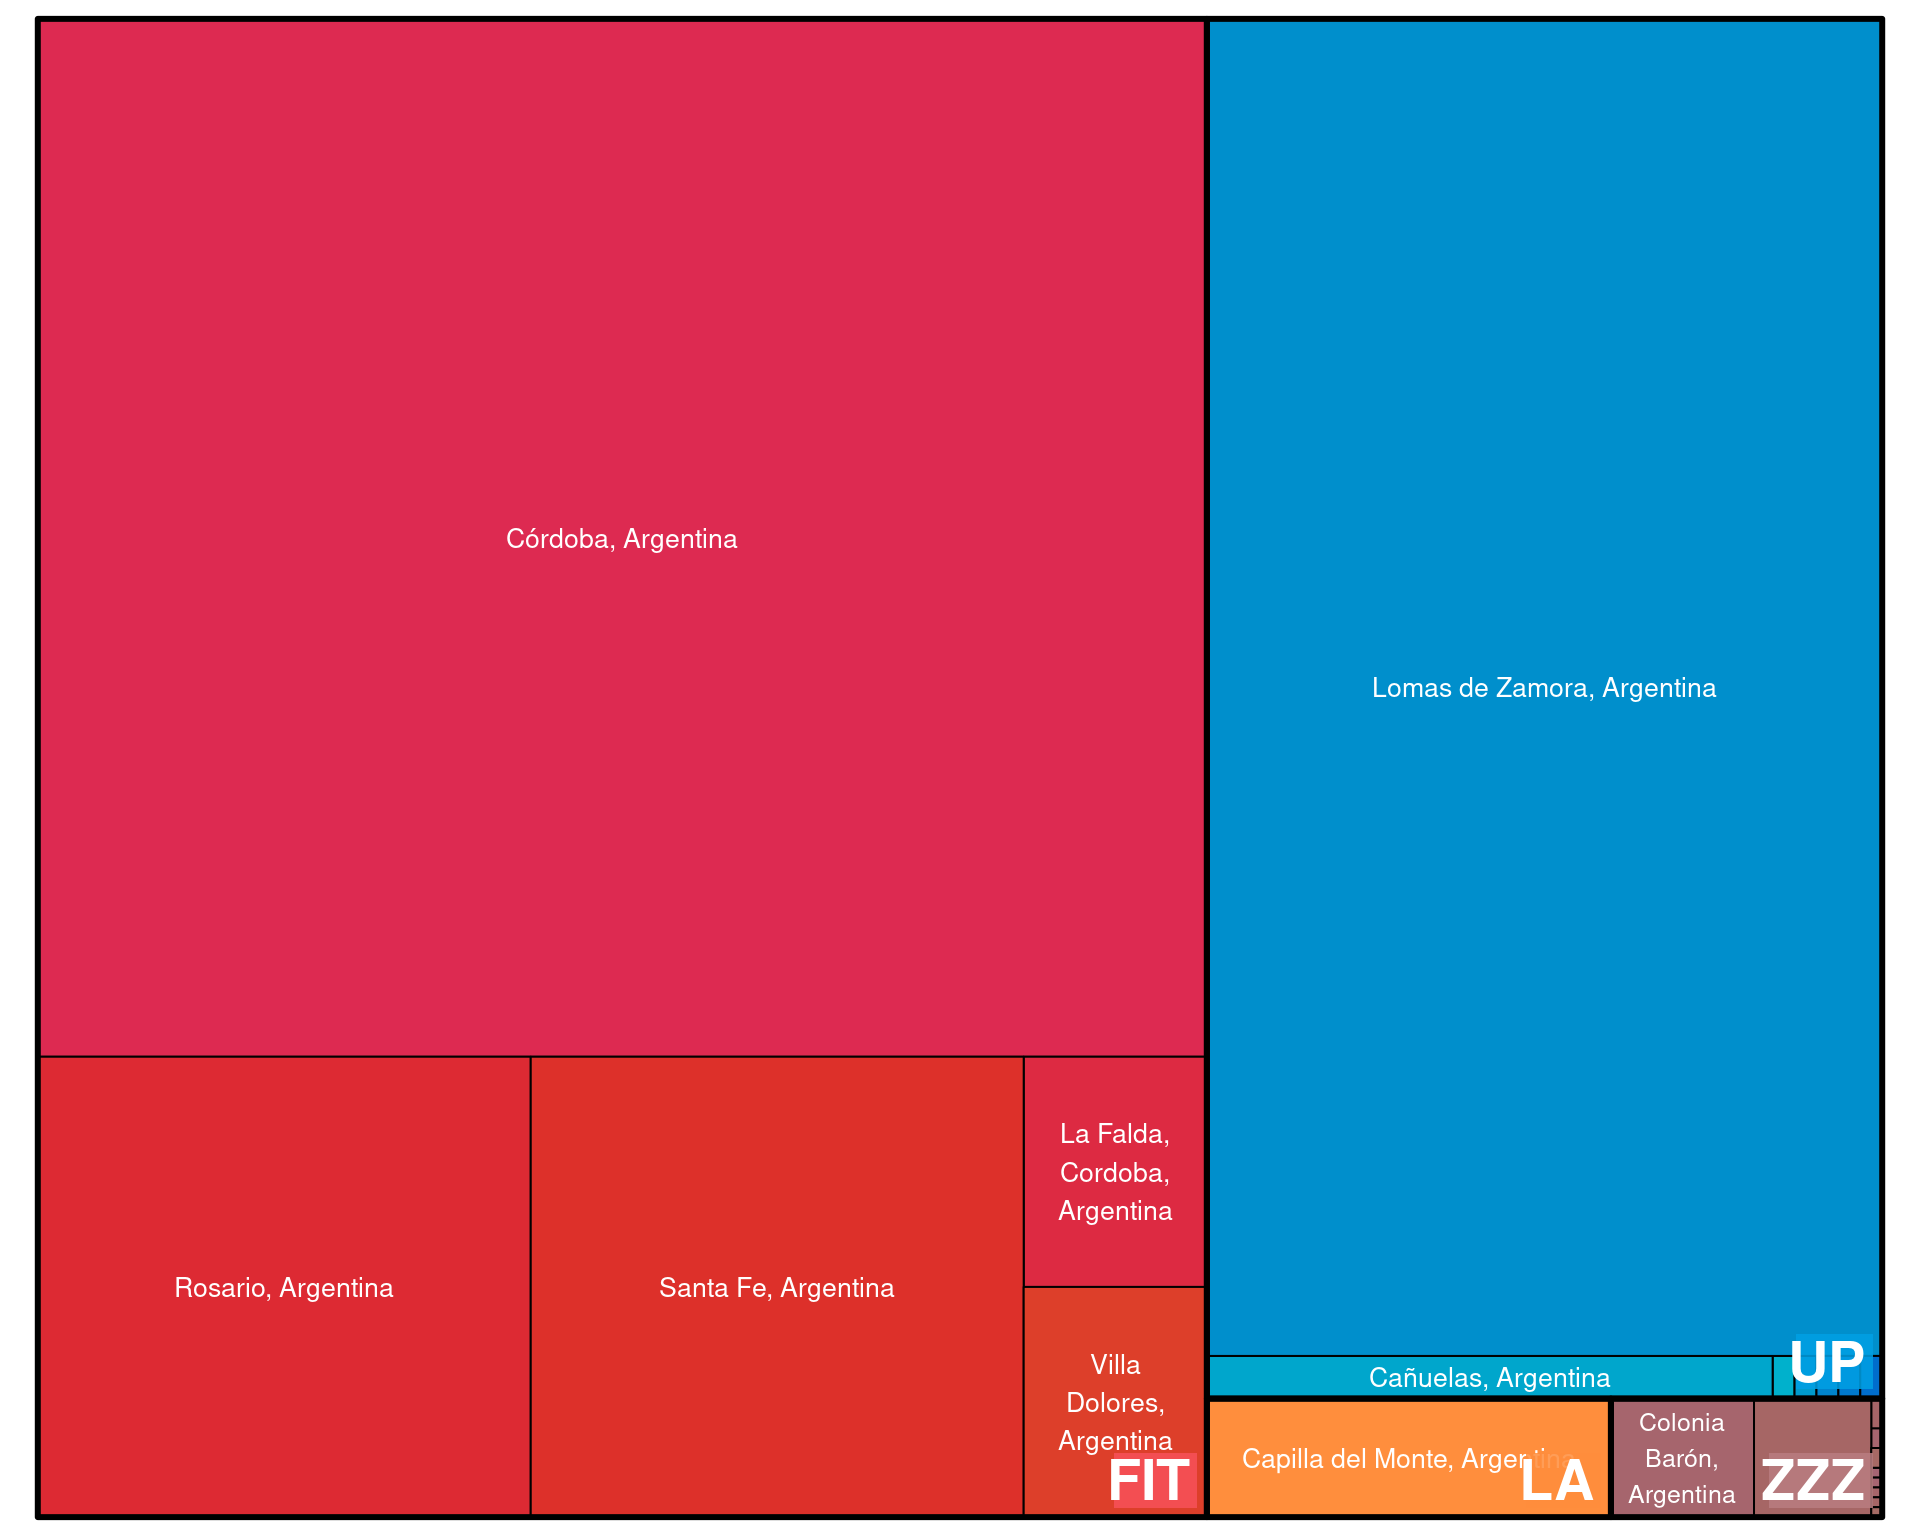 Córdoba, Argentina
Lomas de Zamora, Argentina
Rosario, Argentina
Santa Fe, Argentina
La Falda,
Cordoba,
Argentina
Villa
Dolores,
Argentina
FIT
Cañuelas, Argentina
UP
Capilla del Monte, Argentina
LA
Colonia
Barón,
Argentina
ZZZ